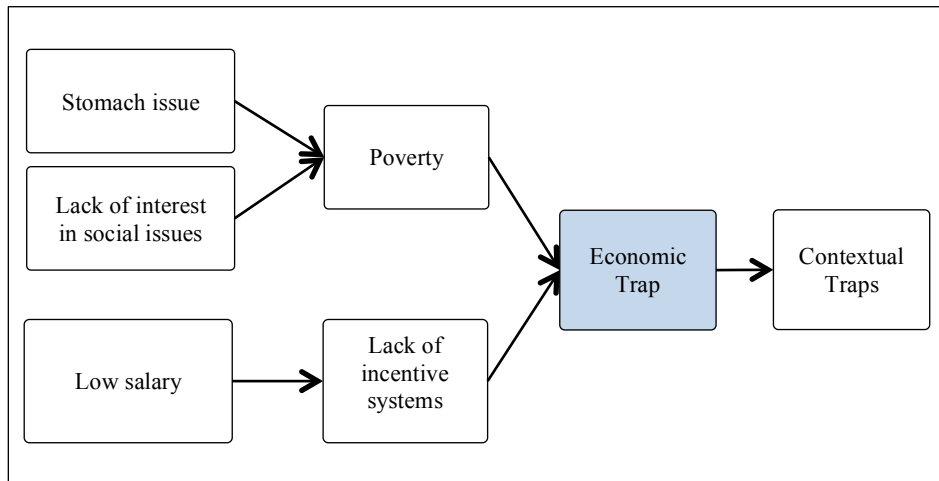 Stomach issue
Lack of interest
in social issues
Poverty
Low salary
Lack of
incentive
systems
Economic
Trap
Contextual
Traps